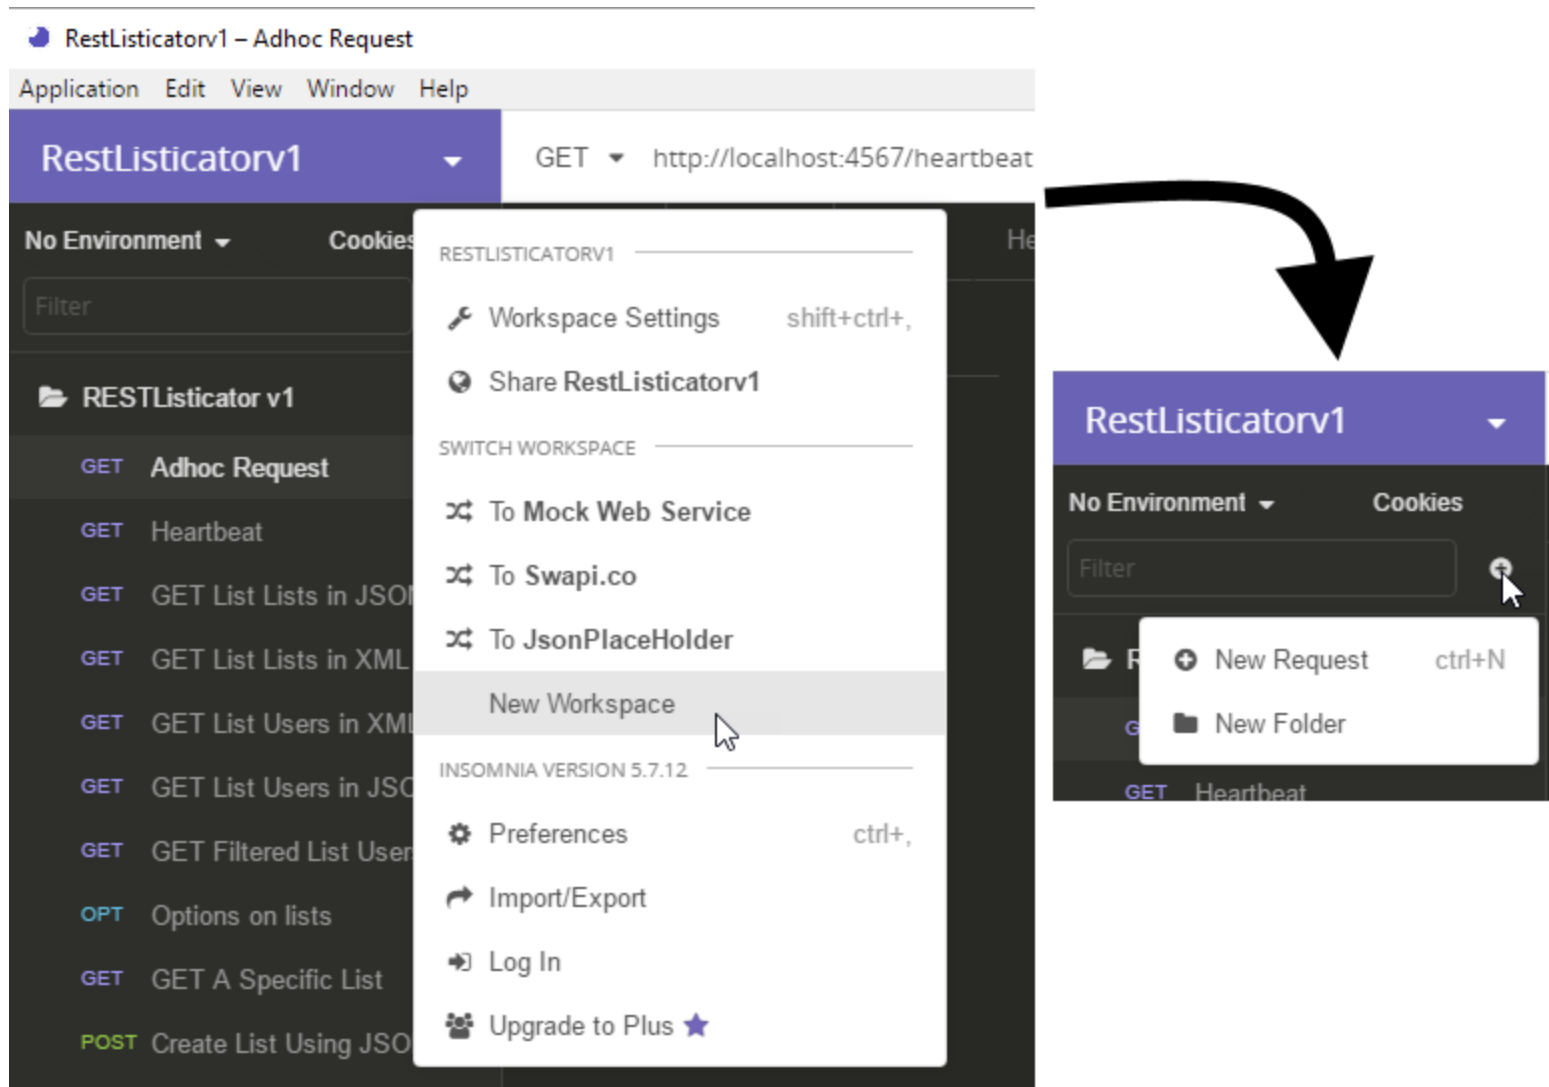 RestListicatorv1 – Adhoc Request
Application Edit View Window Help
RestListicatorv1
GET http://localhost:4567/heartbeat
No Environment Cookies
He
Filter
RESTListicator v1
GET Adhoc Request
GET Heartbeat
GET GET List Lists in JSON
GET GET List Lists in XML
GET GET List Users in XML
GET GET List Users in JSO
GET GET Filtered List User
OPT Options on lists
GET GET A Specific List
POST Create List Using JSO
RESTLISTICATORV1
Workspace Settings shift+ctrl+,
Share RestListicatorv1
SWITCH WORKSPACE
To Mock Web Service
To Swapi.co
To JsonPlaceHolder
New Workspace
INSOMNIA VERSION 5.7.12
Preferences ctrl+,
Import/Export
Log In
Upgrade to Plus
RestListicatorv1
No Environment Cookies
Filter
R
New Request ctrl+N
G
New Folder
GET Heartbeat